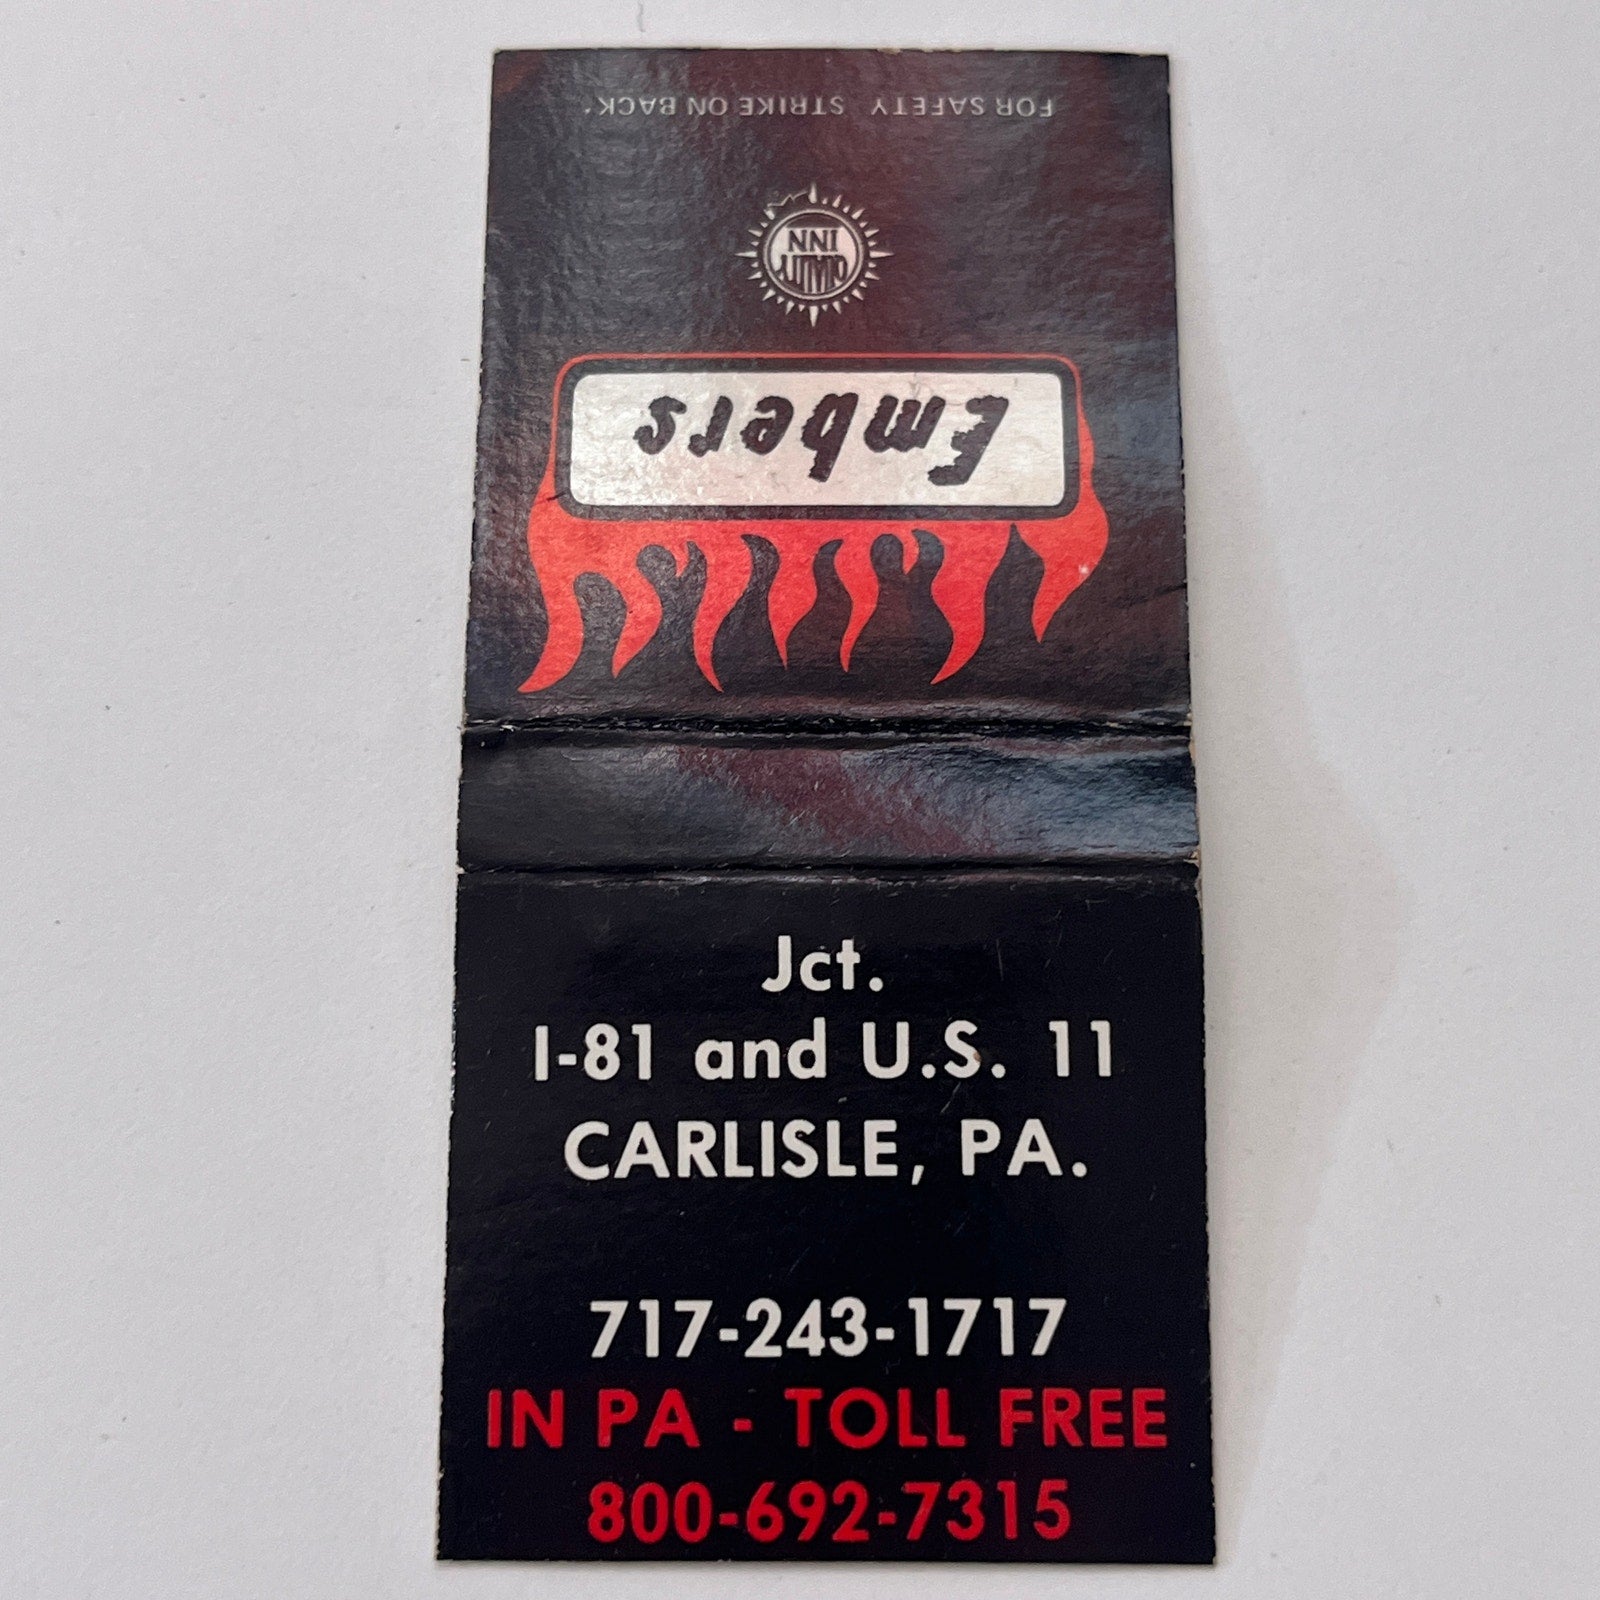 FOR SAFETY STRIKE ON BACK
QUALITY
INN
Embers
Jct.
I-81 and U.S. 11
CARLISLE, PA.
717-243-1717
IN PA - TOLL FREE
800-692-7315